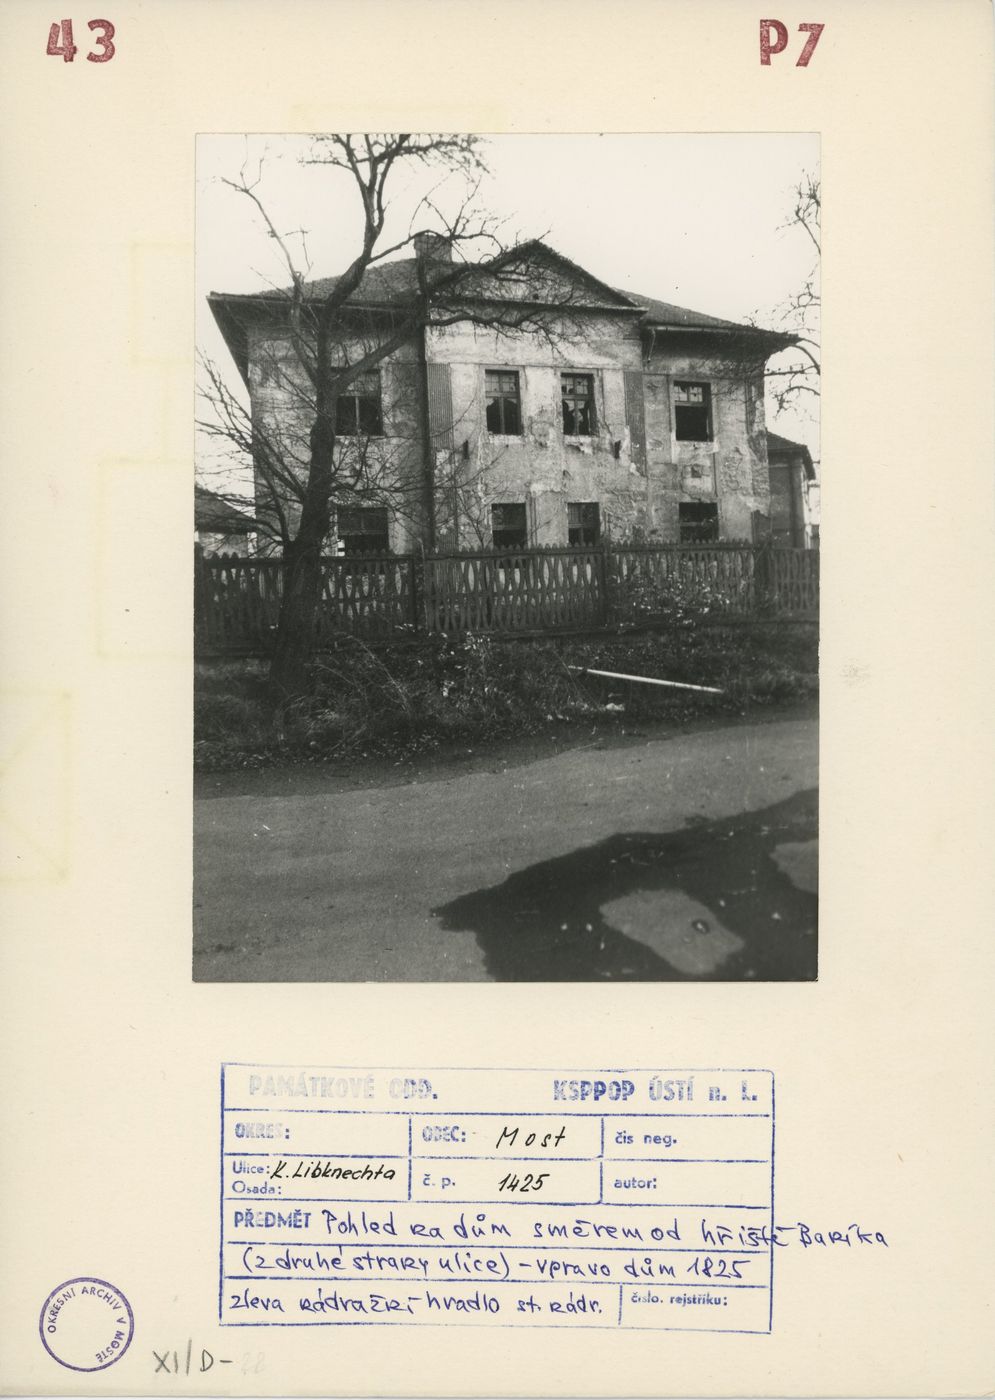 43
P7
PAMÁTKOVÉ ODD. KSPPOP ÚSTÍ n. L.
OKRES: OBEC: Most čís neg.
Ulice: K. Libknechta č. p. 1425 autor:
Osada:
PŘEDMĚT Pohled na dům směrem od hřiště Baníka
(z druhé strany ulice) - vpravo dům 1825
zleva nádražní hradlo st. nádr. číslo. rejstříku:
OKRESNÍ ARCHIV V MOSTĚ
XI/D-